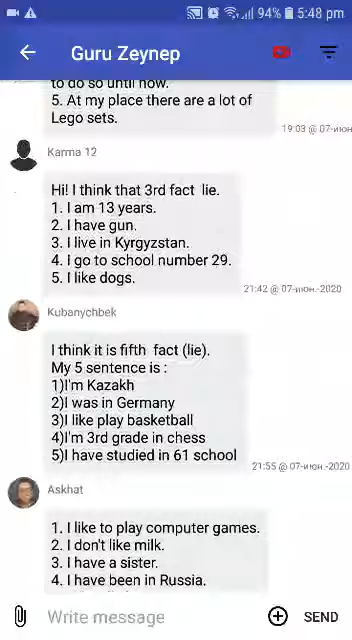 94% 5:48 pm
Guru Zeynep
to do so until now.
5. At my place there are a lot of
Lego sets.
19:03 @ 07-июн
Karma 12
Hi! I think that 3rd fact lie.
1. I am 13 years.
2. I have gun.
3. I live in Kyrgyzstan.
4. I go to school number 29.
5. I like dogs.
21:42 @ 07-июн.-2020
Kubanychbek
I think it is fifth fact (lie).
My 5 sentence is :
1)I'm Kazakh
2)I was in Germany
3)I like play basketball
4)I'm 3rd grade in chess
5)I have studied in 61 school
21:55 @ 07-июн.-2020
Askhat
1. I like to play computer games.
2. I don't like milk.
3. I have a sister.
4. I have been in Russia.
Write message SEND